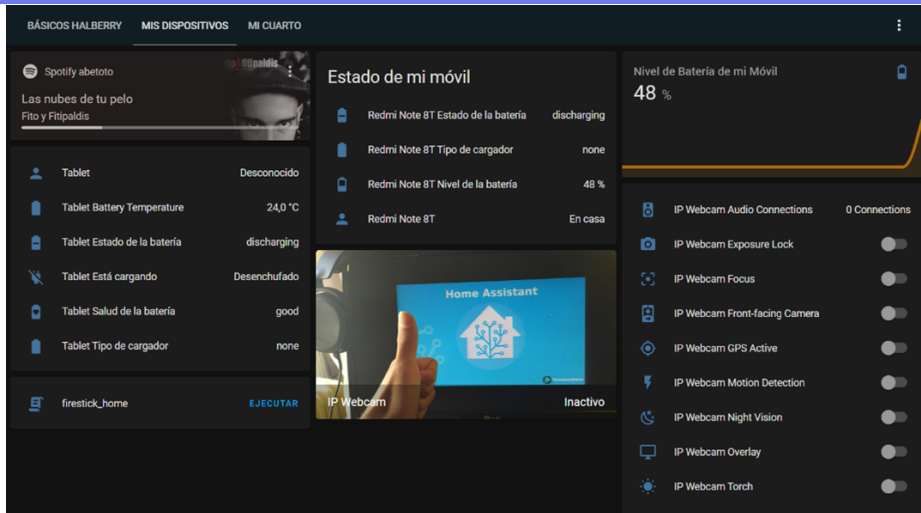 BÁSICOS HALBERRY MIS DISPOSITIVOS MI CUARTO
Spotify abetoto
Las nubes de tu pelo
Fito y Fitipaldis
Tablet Desconocido
Tablet Battery Temperature 24,0 °C
Tablet Estado de la batería discharging
Tablet Está cargando Desenchufado
Tablet Salud de la batería good
Tablet Tipo de cargador none
firestick_home EJECUTAR
Estado de mi móvil
Redmi Note 8T Estado de la batería discharging
Redmi Note 8T Tipo de cargador none
Redmi Note 8T Nivel de la batería 48 %
Redmi Note 8T En casa
Home Assistant
IP Webcam Inactivo
Nivel de Batería de mi Móvil
48 %
IP Webcam Audio Connections 0 Connections
IP Webcam Exposure Lock
IP Webcam Focus
IP Webcam Front-facing Camera
IP Webcam GPS Active
IP Webcam Motion Detection
IP Webcam Night Vision
IP Webcam Overlay
IP Webcam Torch